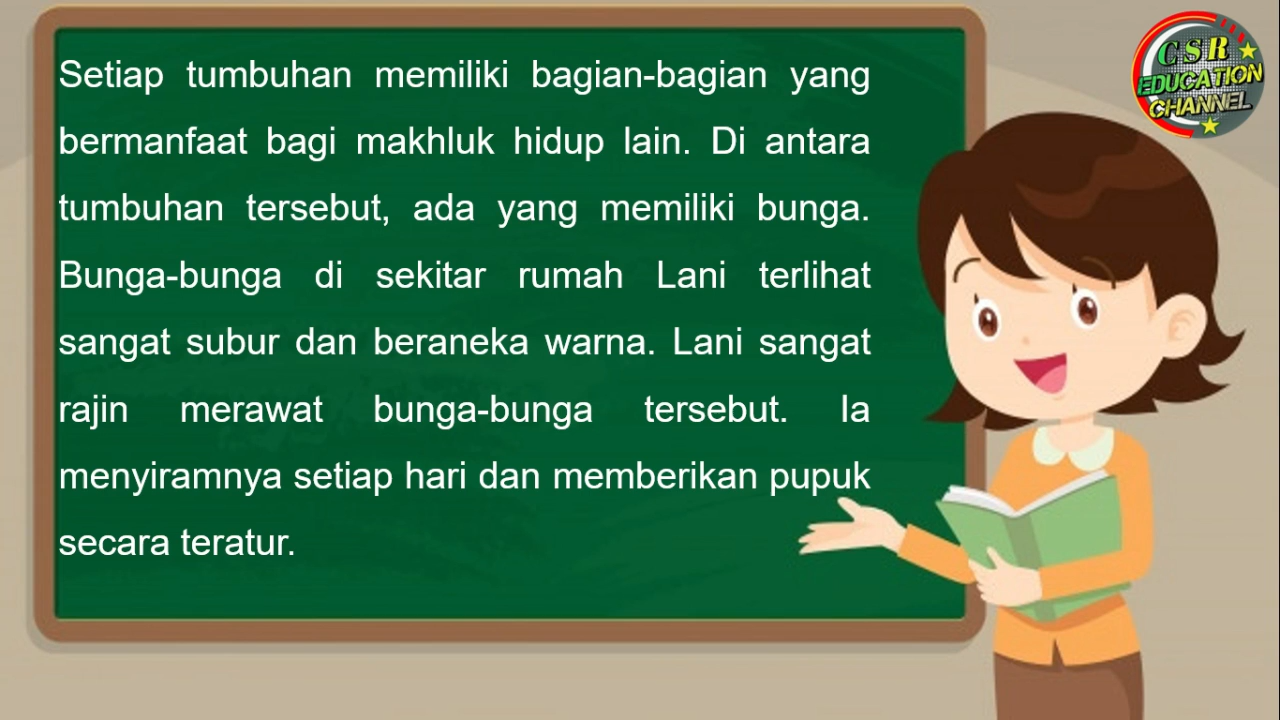 Setiap tumbuhan memiliki bagian-bagian yang
bermanfaat bagi makhluk hidup lain. Di antara
tumbuhan tersebut, ada yang memiliki bunga.
Bunga-bunga di sekitar rumah Lani terlihat
sangat subur dan beraneka warna. Lani sangat
rajin merawat bunga-bunga tersebut. Ia
menyiramnya setiap hari dan memberikan pupuk
secara teratur.
CSR
EDUCATION
CHANNEL